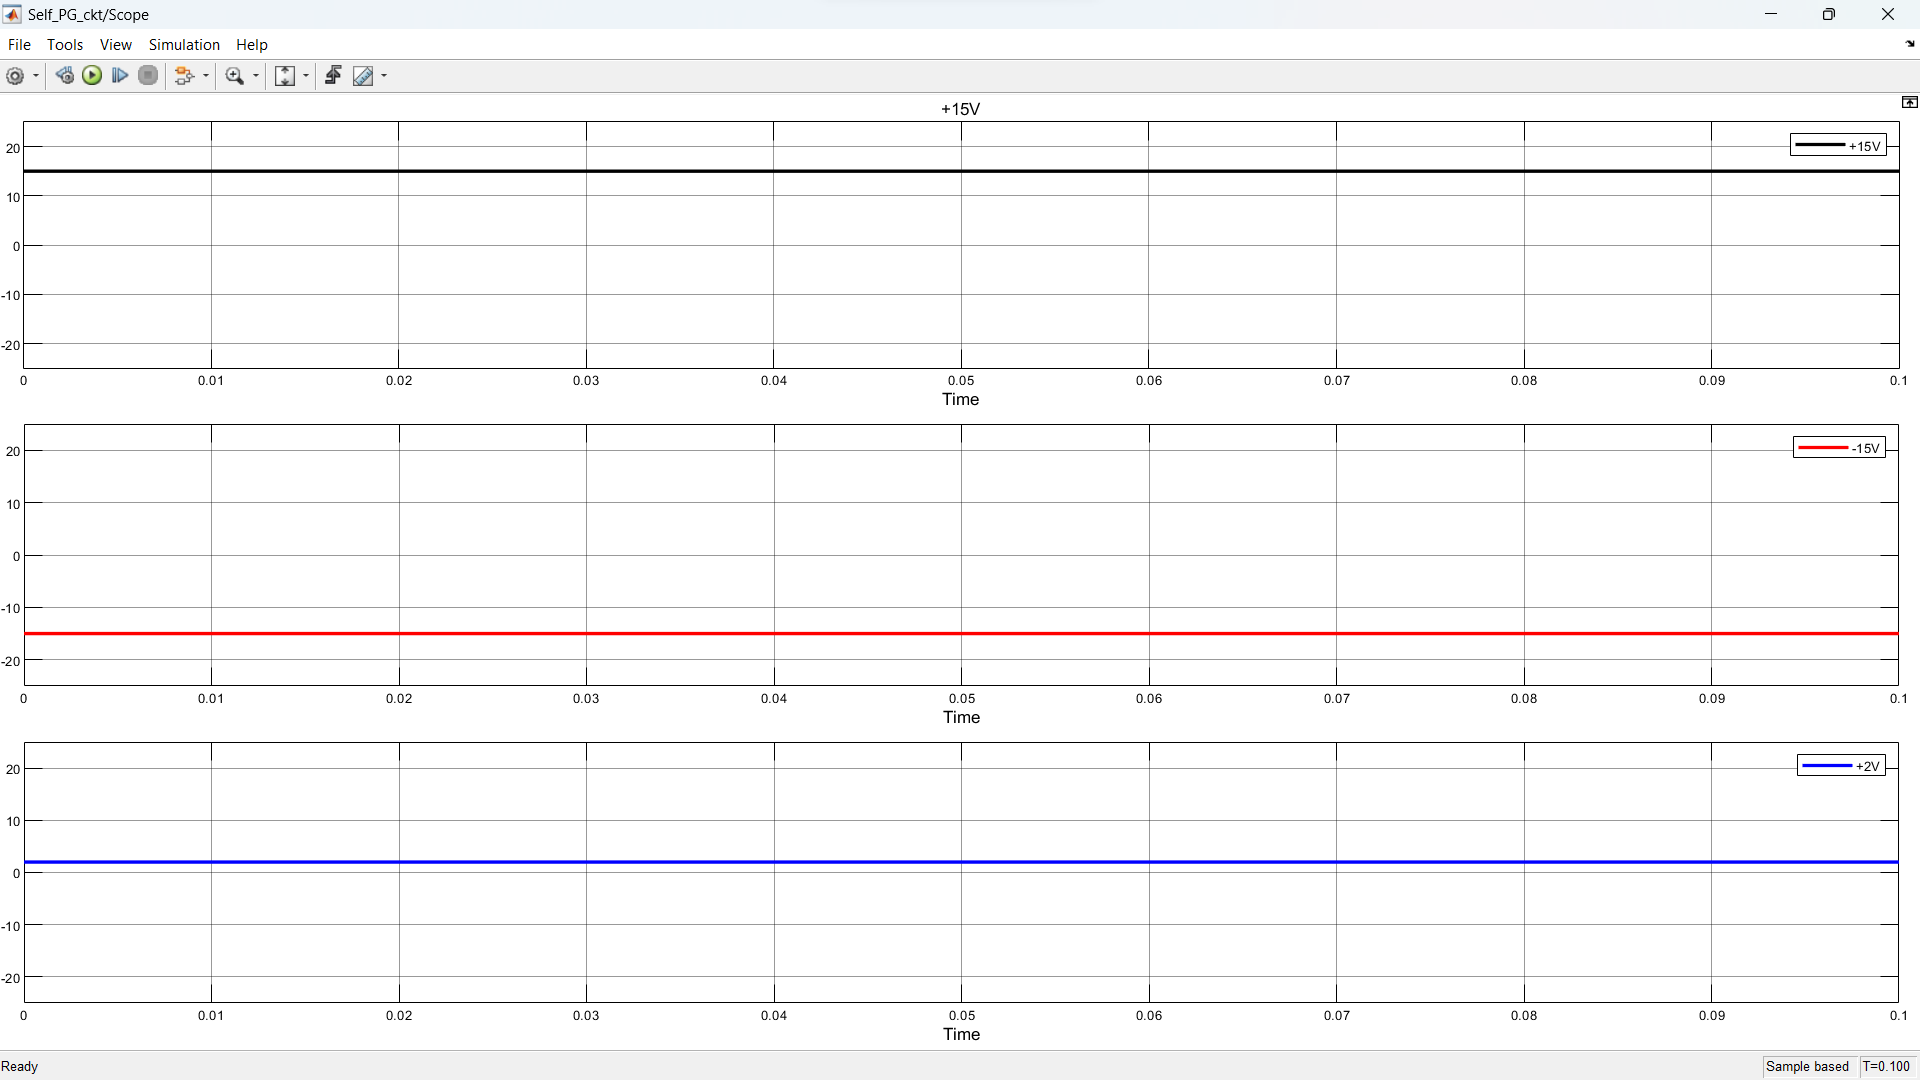 Self_PG_ckt/Scope
File Tools View Simulation Help
+15V
+15V
20
10
0
-10
-20
0 0.01 0.02 0.03 0.04 0.05 0.06 0.07 0.08 0.09 0.1
Time
-15V
20
10
0
-10
-20
0 0.01 0.02 0.03 0.04 0.05 0.06 0.07 0.08 0.09 0.1
Time
+2V
20
10
0
-10
-20
0 0.01 0.02 0.03 0.04 0.05 0.06 0.07 0.08 0.09 0.1
Time
Ready Sample based T=0.100